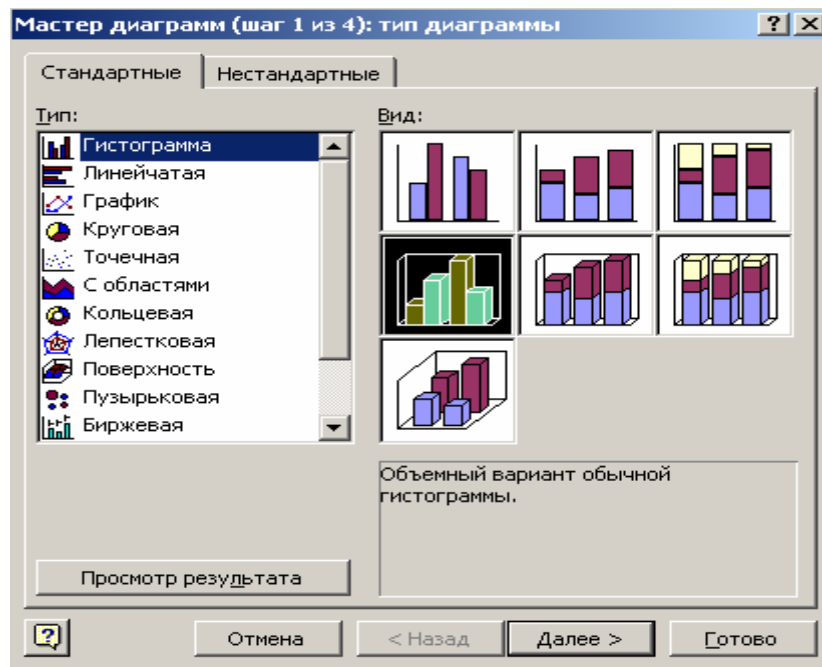 Мастер диаграмм (шаг 1 из 4): тип диаграммы
Стандартные
Нестандартные
Тип:
Гистограмма
Линейчатая
График
Круговая
Точечная
С областями
Кольцевая
Лепестковая
Поверхность
Пузырьковая
Биржевая
Вид:
Объемный вариант обычной
гистограммы.
Просмотр результата
Отмена
< Назад
Далее >
Готово